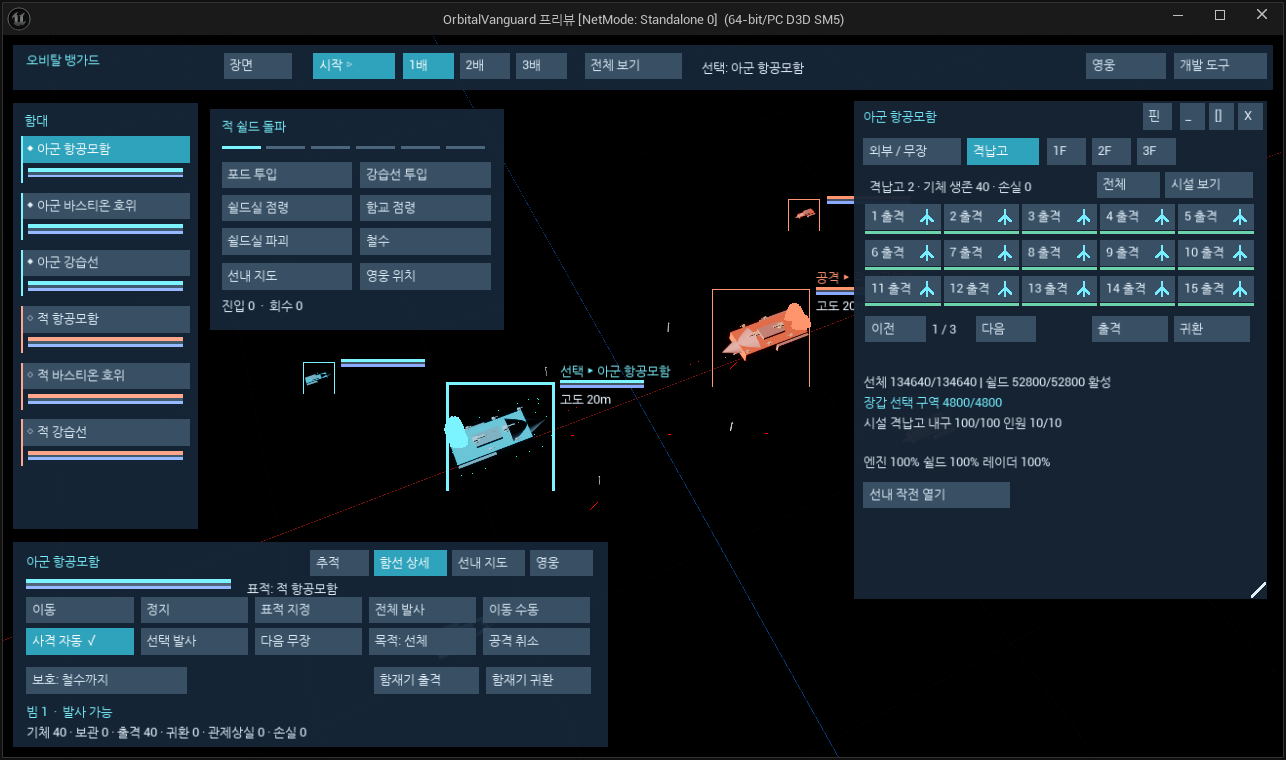 OrbitalVanguard 프리뷰 [NetMode: Standalone 0] (64-bit/PC D3D SM5)
오비탈 뱅가드
장면
시작 ▷
1배
2배
3배
전체 보기
선택: 아군 항공모함
영웅
개발 도구
함대
◆ 아군 항공모함
◆ 아군 바스티온 호위
◆ 아군 강습선
◇ 적 항공모함
◇ 적 바스티온 호위
◇ 적 강습선
적 쉴드 돌파
포드 투입
강습선 투입
쉴드실 점령
함교 점령
쉴드실 파괴
철수
선내 지도
영웅 위치
진입 0 · 회수 0
공격 ▶
고도 20
선택 ▶ 아군 항공모함
고도 20m
아군 항공모함
핀
_
[]
X
외부 / 무장
격납고
1F
2F
3F
격납고 2 · 기체 생존 40 · 손실 0
전체
시설 보기
1 출격
2 출격
3 출격
4 출격
5 출격
6 출격
7 출격
8 출격
9 출격
10 출격
11 출격
12 출격
13 출격
14 출격
15 출격
이전
1 / 3
다음
출격
귀환
선체 134640/134640 | 쉴드 52800/52800 활성
장갑 선택 구역 4800/4800
시설 격납고 내구 100/100 인원 10/10
엔진 100% 쉴드 100% 레이더 100%
선내 작전 열기
아군 항공모함
추적
함선 상세
선내 지도
영웅
표적: 적 항공모함
이동
정지
표적 지정
전체 발사
이동 수동
사격 자동 √
선택 발사
다음 무장
목적: 선체
공격 취소
보호: 철수까지
함재기 출격
함재기 귀환
빔 1 · 발사 가능
기체 40 · 보관 0 · 출격 40 · 귀환 0 · 관제상실 0 · 손실 0